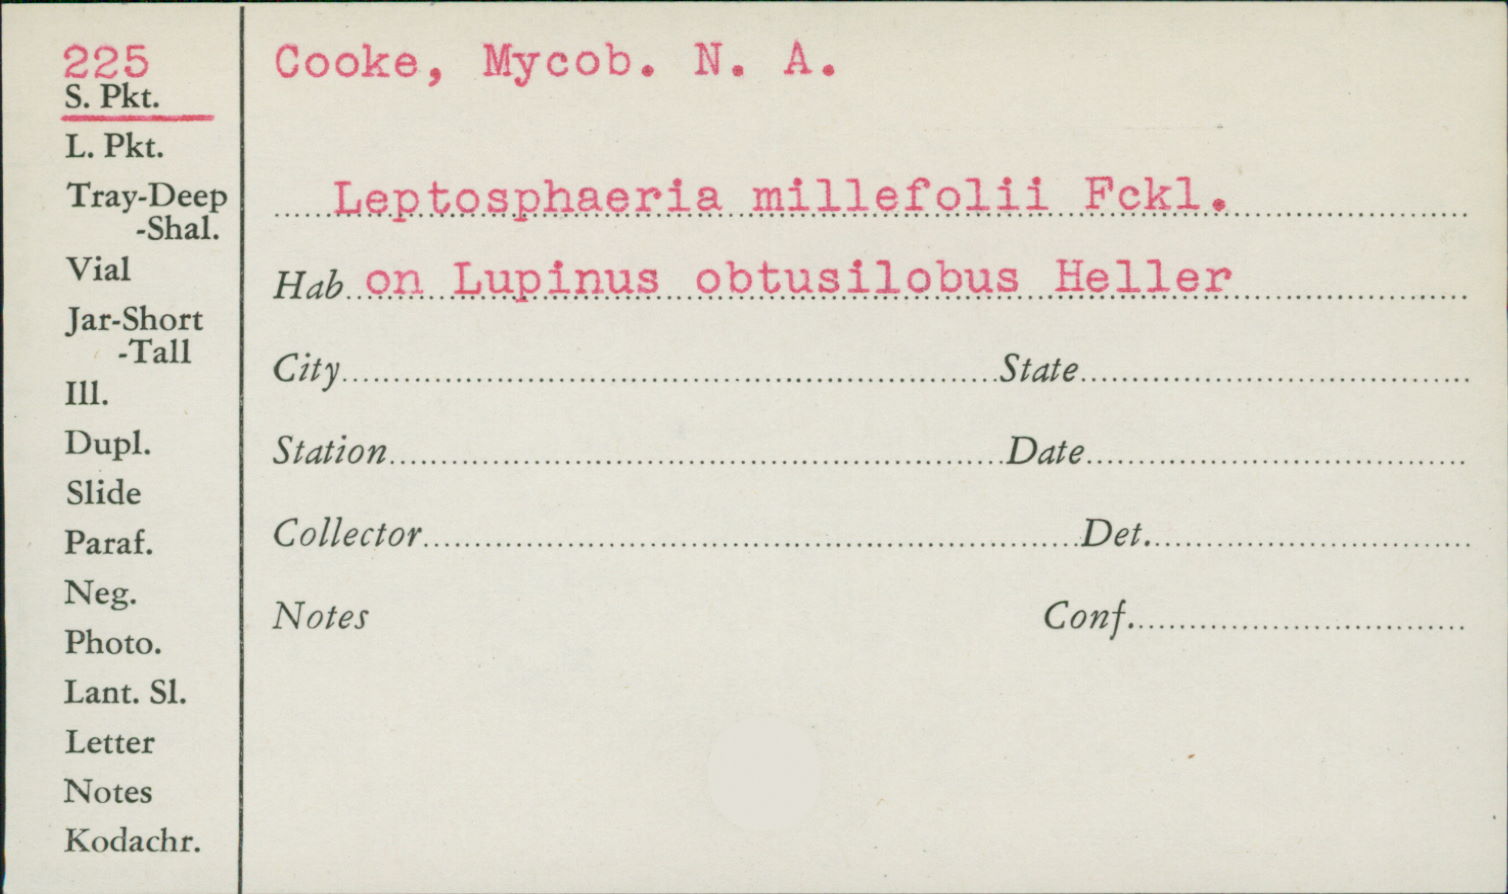 225
S. Pkt.
L. Pkt.
Tray-Deep
-Shal.
Vial
Jar-Short
-Tall
Ill.
Dupl.
Slide
Paraf.
Neg.
Photo.
Lant. Sl.
Letter
Notes
Kodachr.
Cooke, Mycob. N. A.
Leptosphaeria millefolii Fckl.
Hab. on Lupinus obtusilobus Heller
City State
Station Date
Collector Det.
Notes Conf.